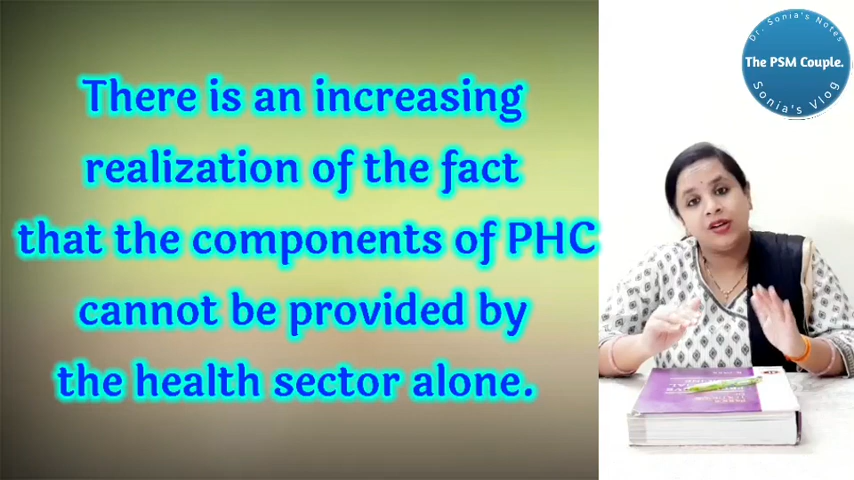 There is an increasing
realization of the fact
that the components of PHC
cannot be provided by
the health sector alone.
Dr. Sonia's Notes
The PSM Couple.
Sonia's Vlog